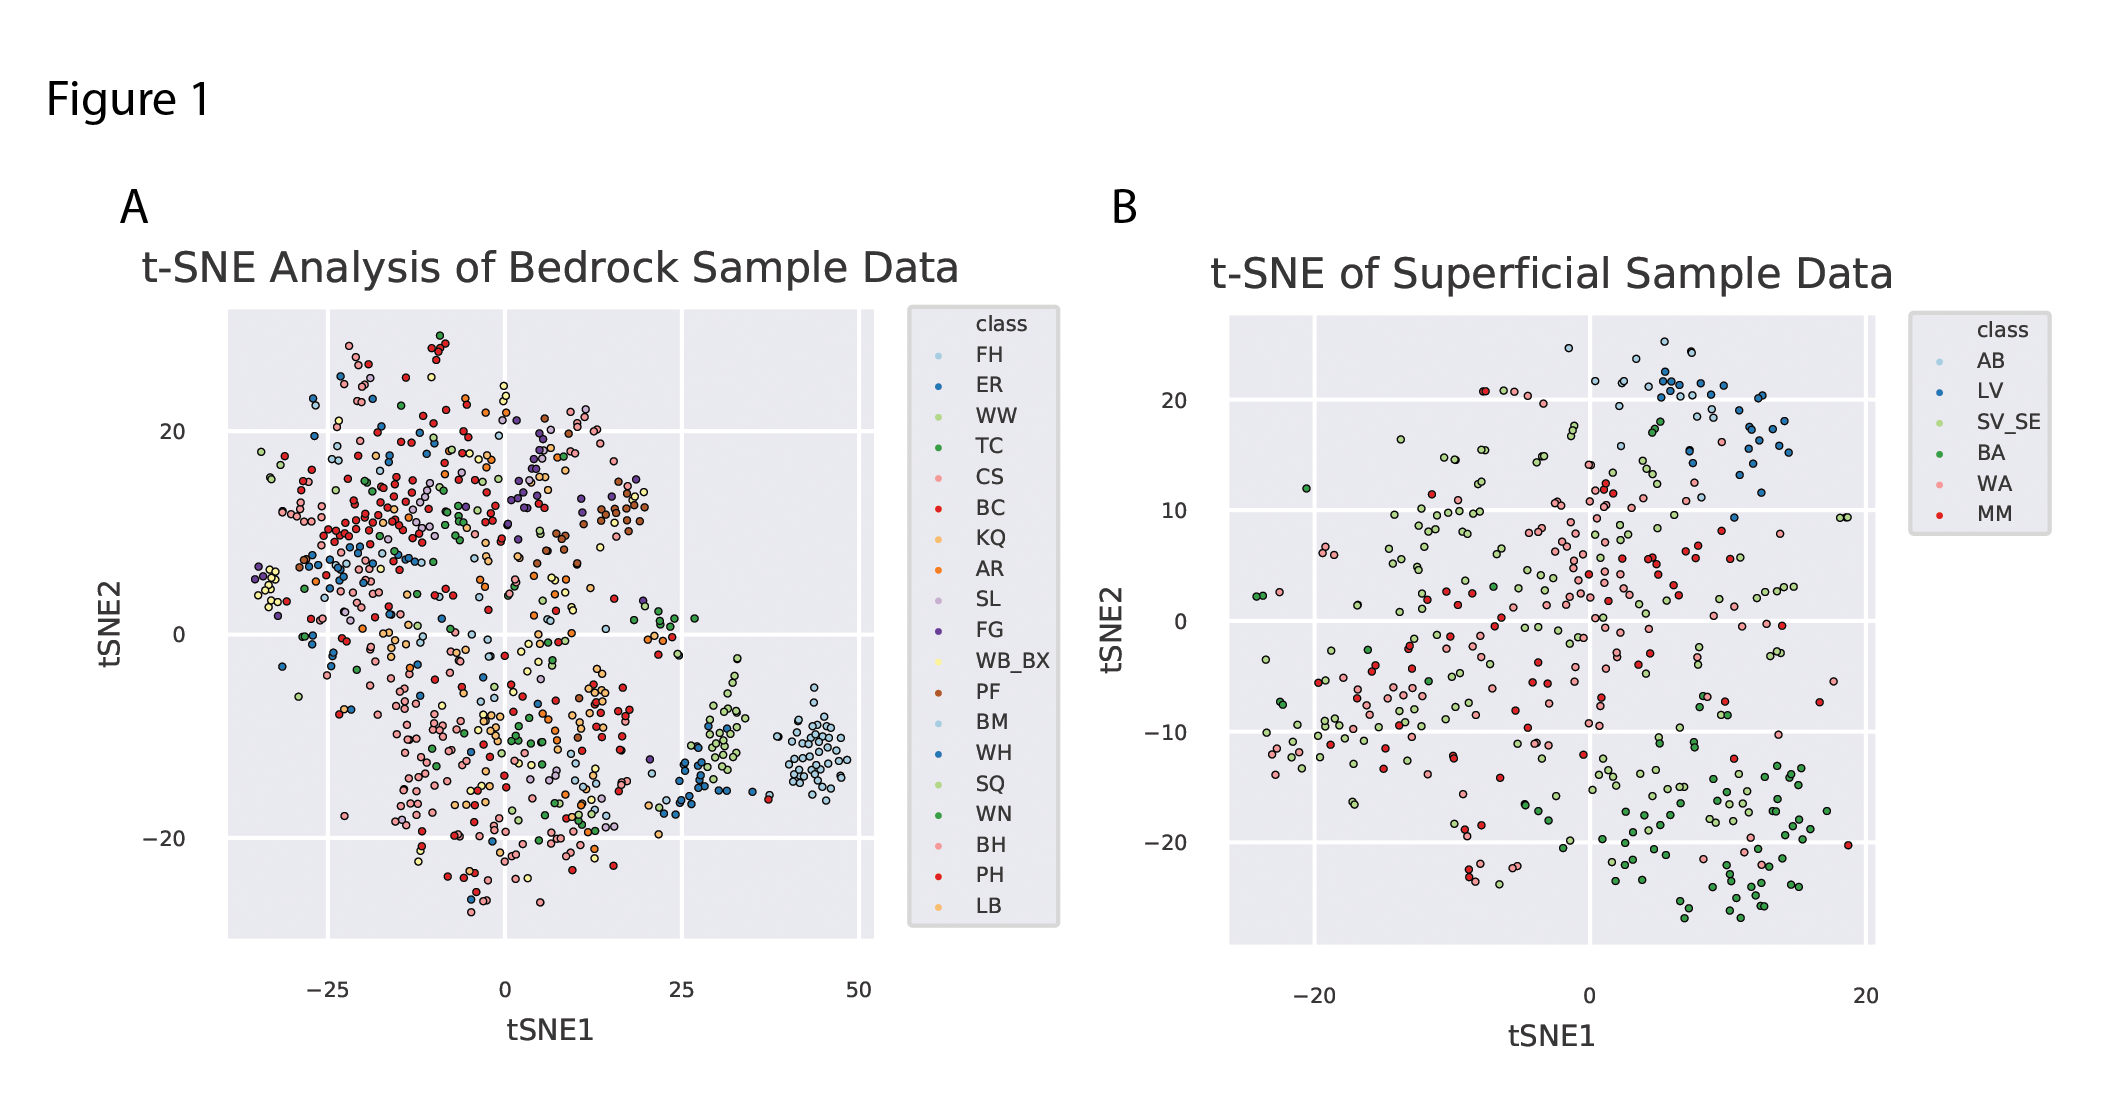 Figure 1
A
t-SNE Analysis of Bedrock Sample Data
class
FH
ER
WW
TC
CS
BC
KQ
AR
SL
FG
WB_BX
PF
BM
WH
SQ
WN
BH
PH
LB
20
0
−20
tSNE2
−25
0
25
50
tSNE1
B
t-SNE of Superficial Sample Data
class
AB
LV
SV_SE
BA
WA
MM
20
10
0
−10
−20
tSNE2
−20
0
20
tSNE1